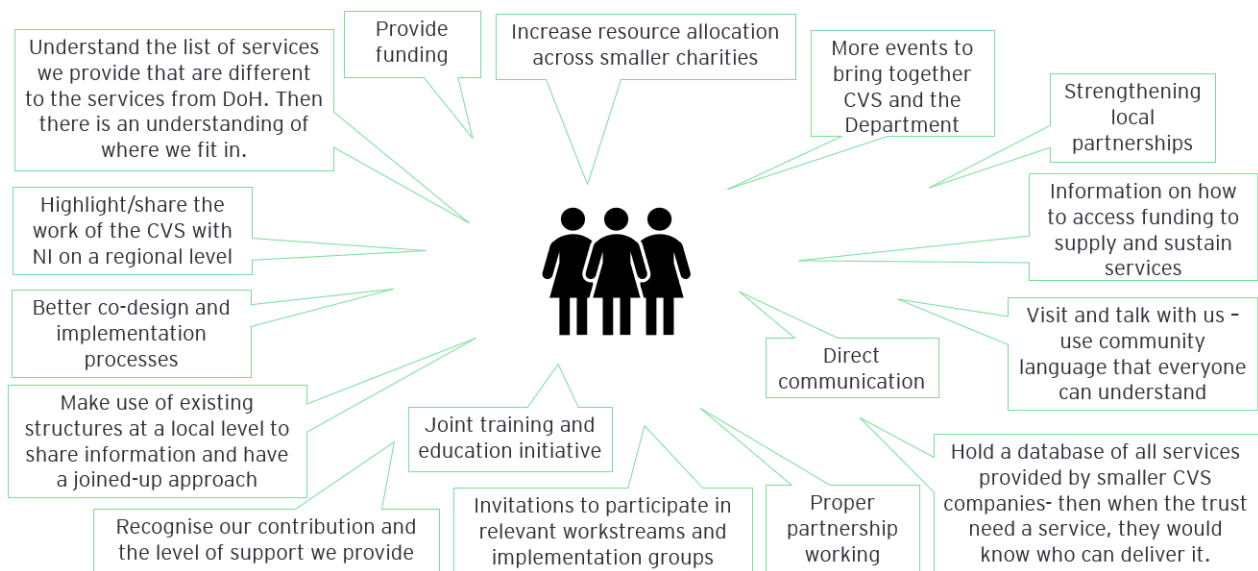 Understand the list of services
we provide that are different
to the services from DoH. Then
there is an understanding of
where we fit in.
Provide
funding
Increase resource allocation
across smaller charities
More events to
bring together
CVS and the
Department
Strengthening
local
partnerships
Highlight/share the
work of the CVS with
NI on a regional level
Information on how
to access funding to
supply and sustain
services
Better co-design and
implementation
processes
Direct
communication
Visit and talk with us –
use community
language that everyone
can understand
Make use of existing
structures at a local level to
share information and have
a joined-up approach
Joint training and
education initiative
Recognise our contribution and
the level of support we provide
Invitations to participate in
relevant workstreams and
implementation groups
Proper
partnership
working
Hold a database of all services
provided by smaller CVS
companies- then when the trust
need a service, they would
know who can deliver it.